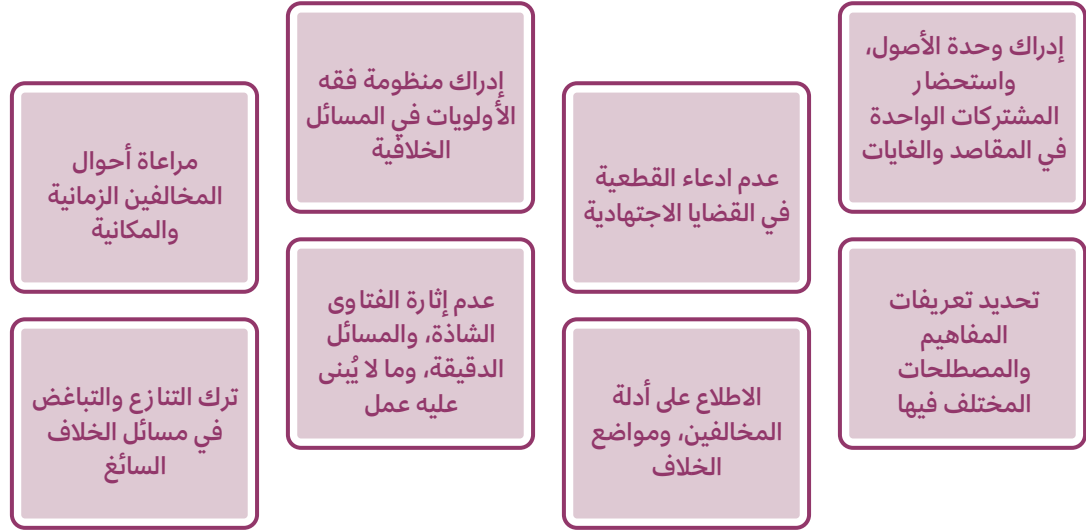 إدراك وحدة الأصول،
واستحضار
المشتركات الواحدة
في المقاصد والغايات
تحديد تعريفات
المفاهيم
والمصطلحات
المختلف فيها
عدم ادعاء القطعية
في القضايا الاجتهادية
الاطلاع على أدلة
المخالفين، ومواضع
الخلاف
إدراك منظومة فقه
الأولويات في المسائل
الخلافية
عدم إثارة الفتاوى
الشاذة، والمسائل
الدقيقة، وما لا يُبنى
عليه عمل
مراعاة أحوال
المخالفين الزمانية
والمكانية
ترك التنازع والتباغض
في مسائل الخلاف
السائغ